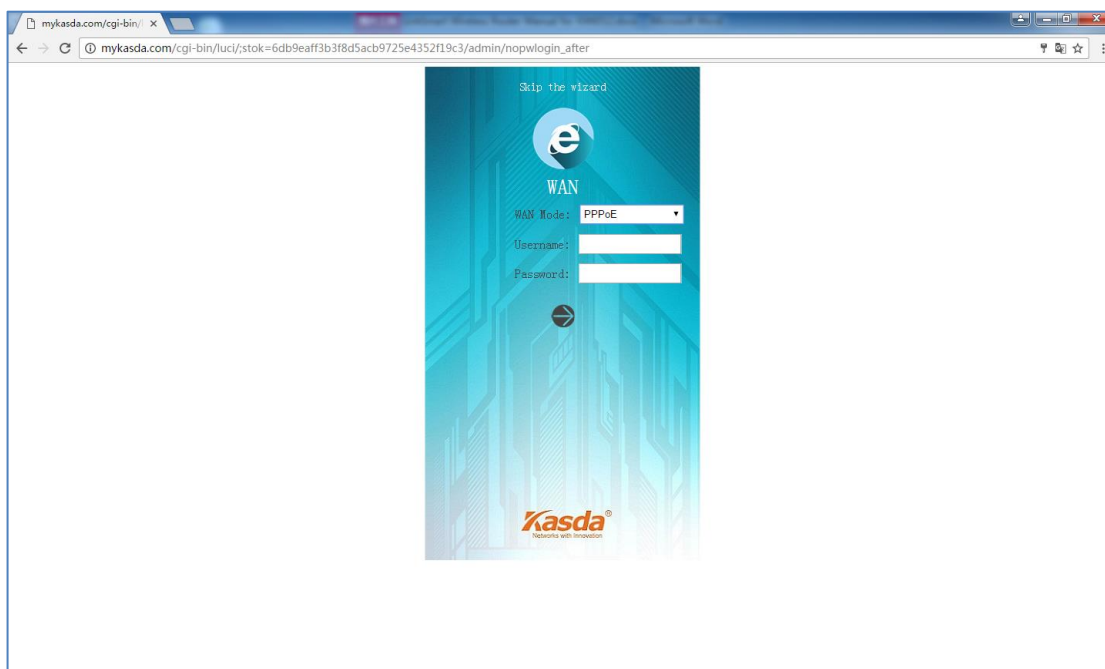 mykasda.com/cgi-bin/
mykasda.com/cgi-bin/luci/;stok=6db9eaff3b3f8d5acb9725e4352f19c3/admin/nopwlogin_after
Skip the wizard
WAN
WAN Mode: PPPoE
Username:
Password:
Kasda®
Networks with Innovation